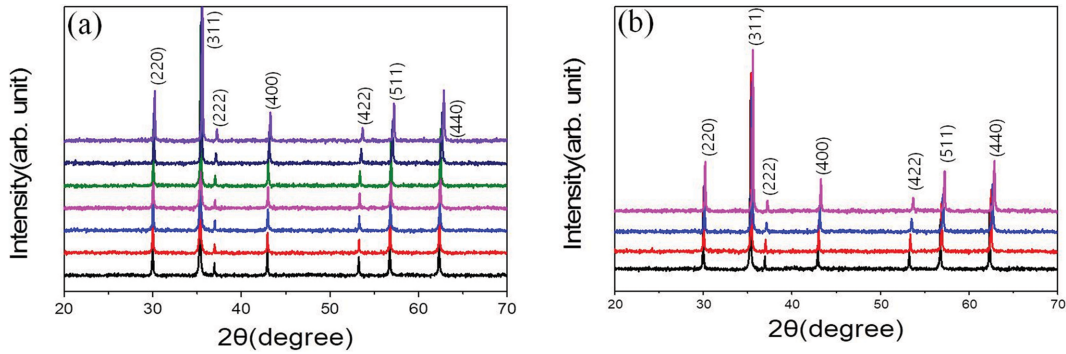 (a)
Intensity(arb. unit)
(220)
(311)
(222)
(400)
(422)
(511)
(440)
20 30 40 50 60 70
2θ(degree)
(b)
Intensity(arb. unit)
(220)
(311)
(222)
(400)
(422)
(511)
(440)
20 30 40 50 60 70
2θ(degree)